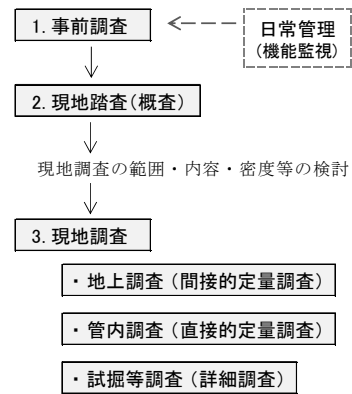 1. 事前調査
日常管理
(機能監視)
2. 現地踏査(概査)
現地調査の範囲・内容・密度等の検討
3. 現地調査
・地上調査(間接的定量調査)
・管内調査(直接的定量調査)
・試掘等調査(詳細調査)